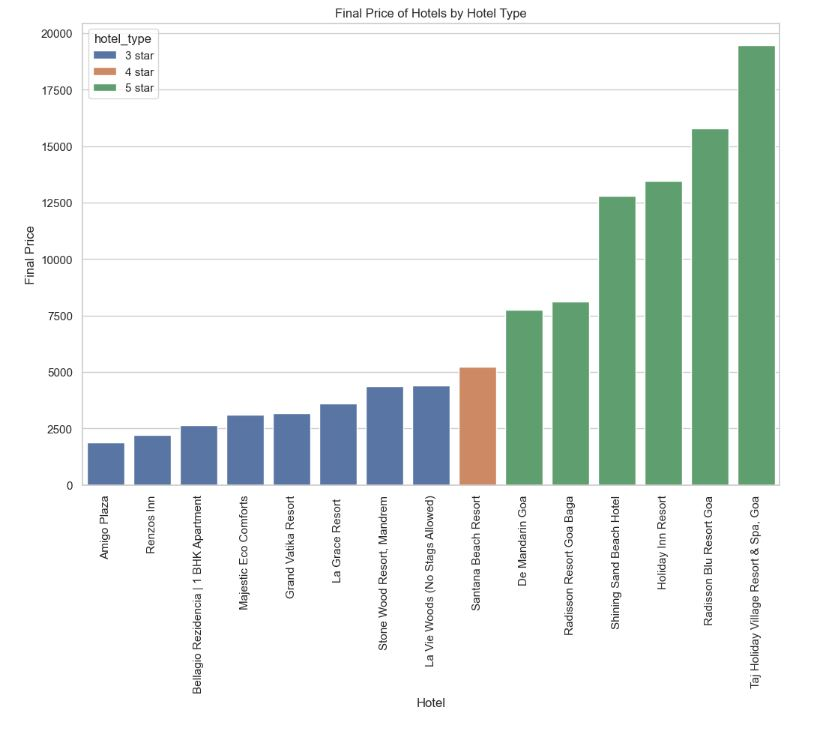 Final Price of Hotels by Hotel Type
hotel_type
3 star
4 star
5 star
20000
17500
15000
12500
10000
7500
5000
2500
0
Final Price
Amigo Plaza
Renzos Inn
Bellagio Rezidencia | 1 BHK Apartment
Majestic Eco Comforts
Grand Vatika Resort
La Grace Resort
Stone Wood Resort, Mandrem
La Vie Woods (No Stags Allowed)
Santana Beach Resort
De Mandarin Goa
Radisson Resort Goa Baga
Shining Sand Beach Hotel
Holiday Inn Resort
Radisson Blu Resort Goa
Taj Holiday Village Resort & Spa, Goa
Hotel